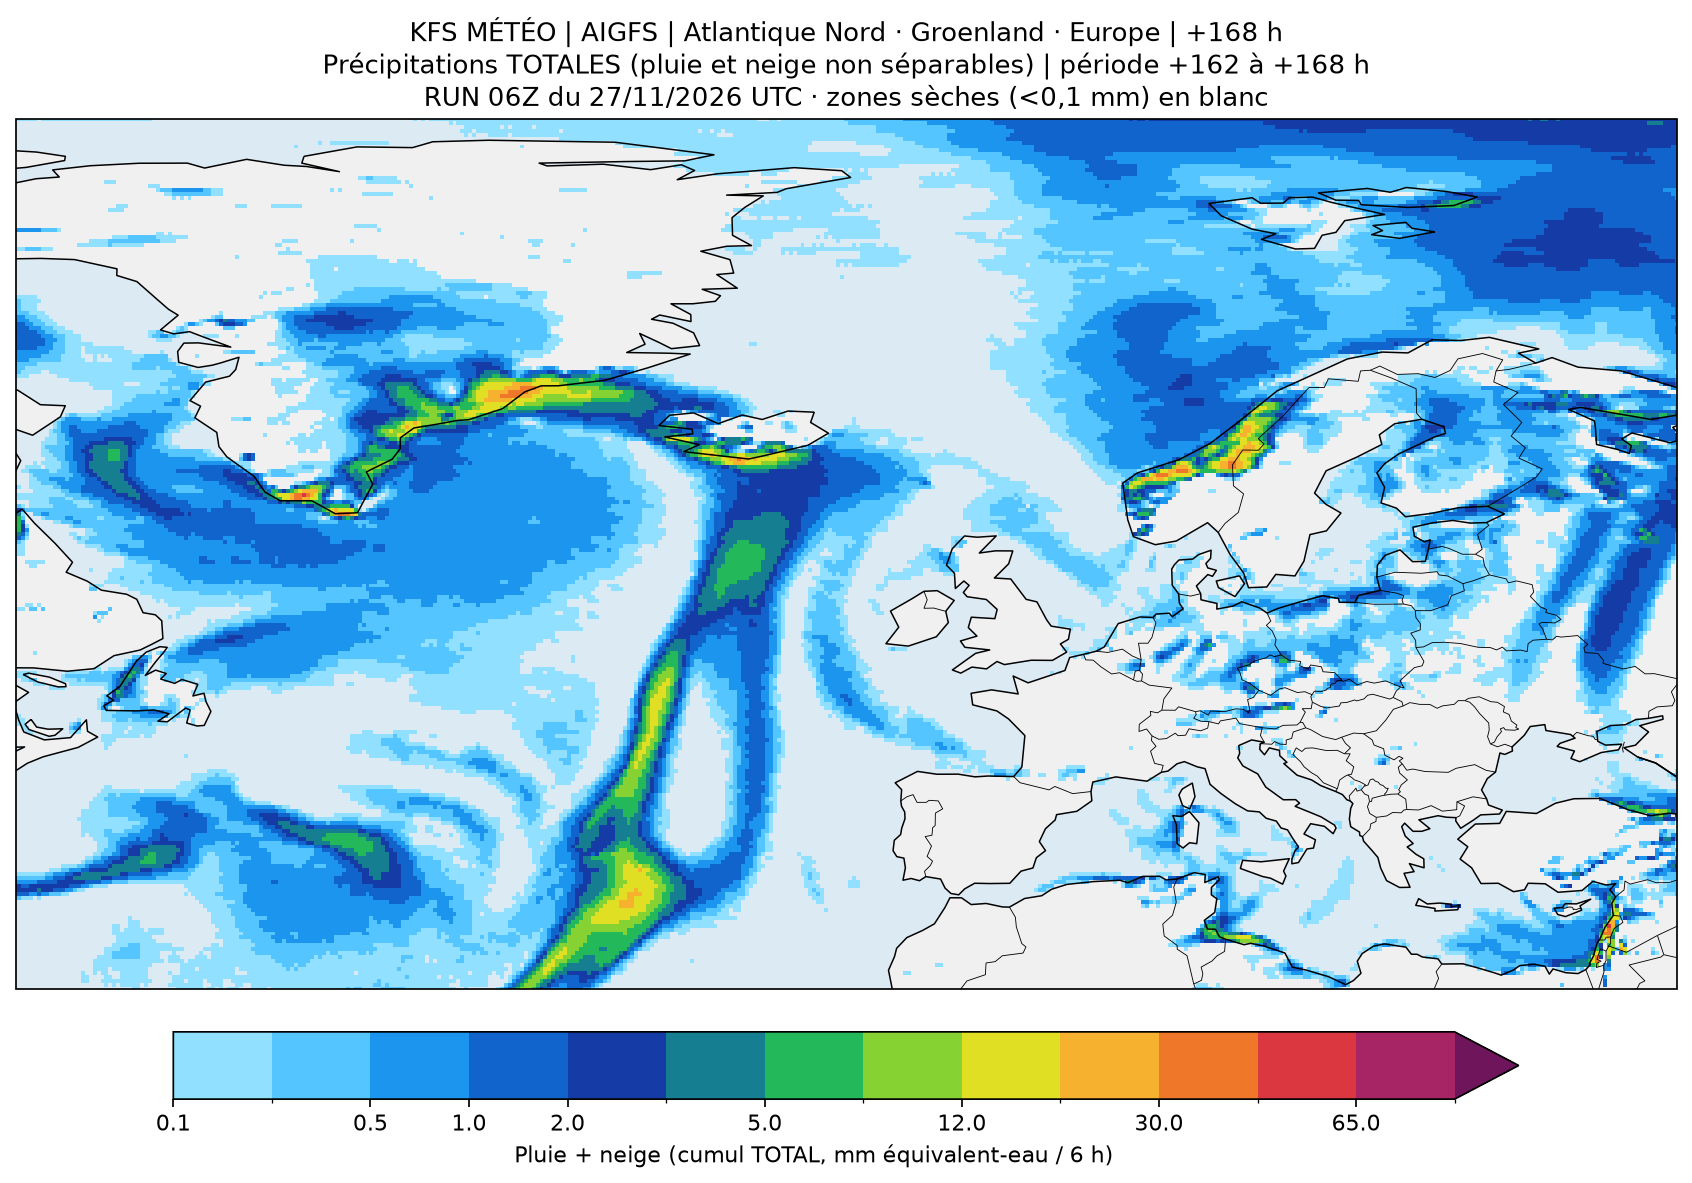 KFS MÉTÉO | AIGFS | Atlantique Nord · Groenland · Europe | +168 h
Précipitations TOTALES (pluie et neige non séparables) | période +162 à +168 h
RUN 06Z du 27/11/2026 UTC · zones sèches (<0,1 mm) en blanc
0.1 0.5 1.0 2.0 5.0 12.0 30.0 65.0
Pluie + neige (cumul TOTAL, mm équivalent-eau / 6 h)